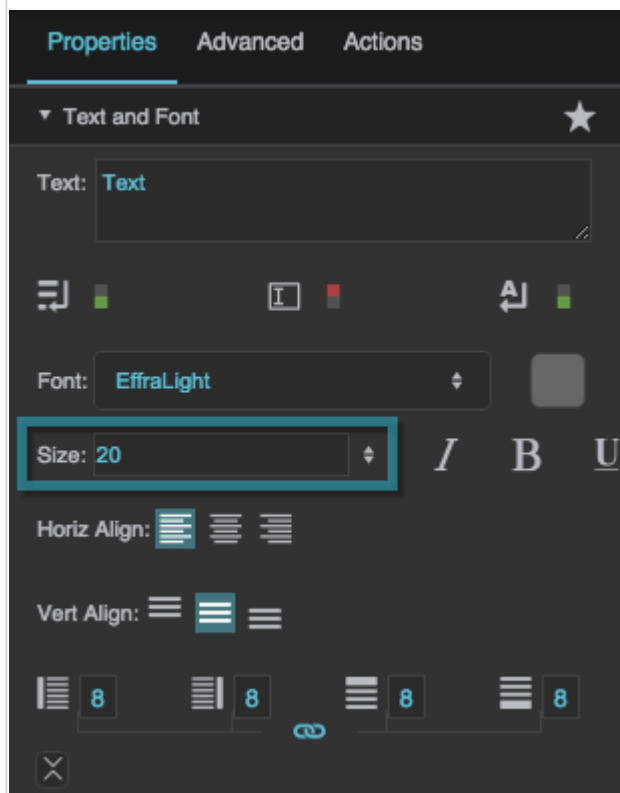 Properties Advanced Actions
Text and Font
Text: Text
Font: EffraLight
Size: 20 I B U
Horiz Align:
Vert Align:
8 8 8 8